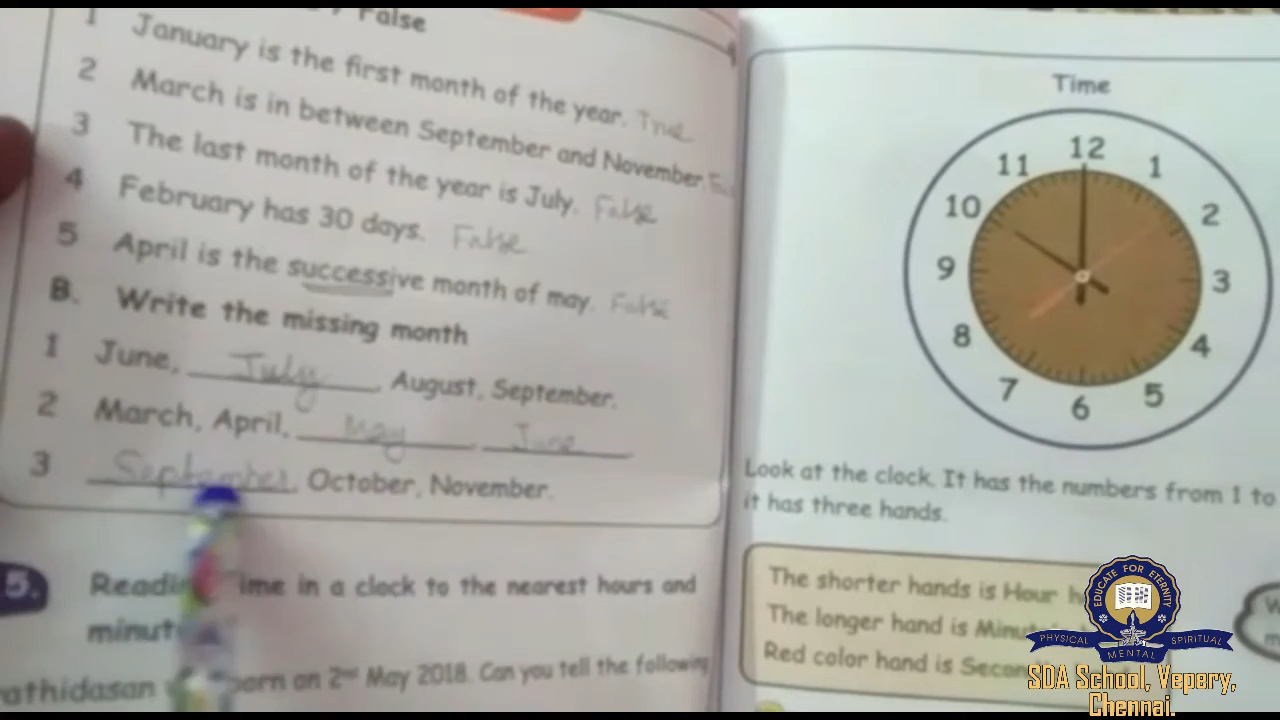 False
1 January is the first month of the year. True
2 March is in between September and November.
3 The last month of the year is July. False
4 February has 30 days. False
5 April is the successive month of may. False
B. Write the missing month
1 June, July, August, September.
2 March, April, May June
3 September, October, November.
5. Reading time in a clock to the nearest hours and
born on 2nd May 2018. Can you tell the following
Time
12
11 1
10 2
9 3
8 4
7 5
6
Look at the clock. It has the numbers from 1 to
it has three hands.
The shorter hands is Hour
The longer hand is
Red color hand is
EDUCATE FOR ETERNITY
PHYSICAL MENTAL SPIRITUAL
SDA School, Vepery,
Chennai.